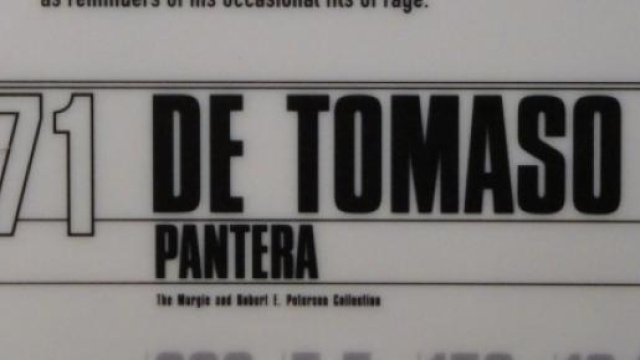 as reminders of his occasional fits of rage.
71 DE TOMASO
PANTERA
The Margie and Robert E. Petersen Collection